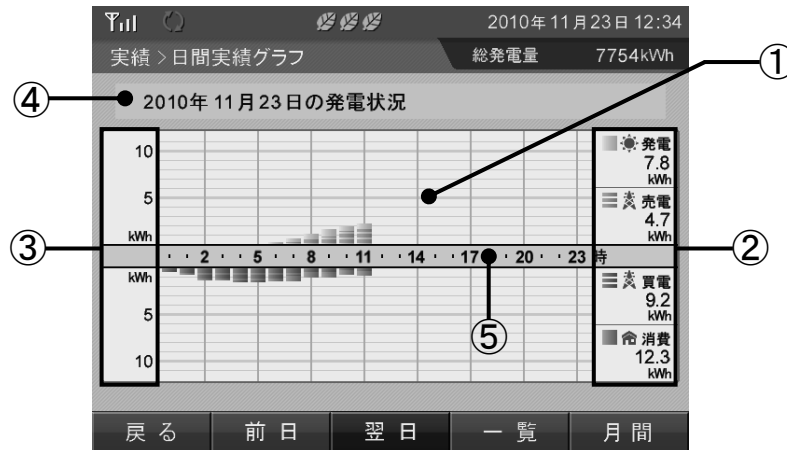 2010年11月23日 12:34
実績 > 日間実績グラフ
総発電量 7754kWh
①
④
2010年 11月23日の発電状況
10
5
kWh
発電
7.8
kWh
売電
4.7
kWh
③
2 5 8 11 14 17 20 23 時
②
kWh
5
10
買電
9.2
kWh
消費
12.3
kWh
⑤
戻る 前日 翌日 一覧 月間